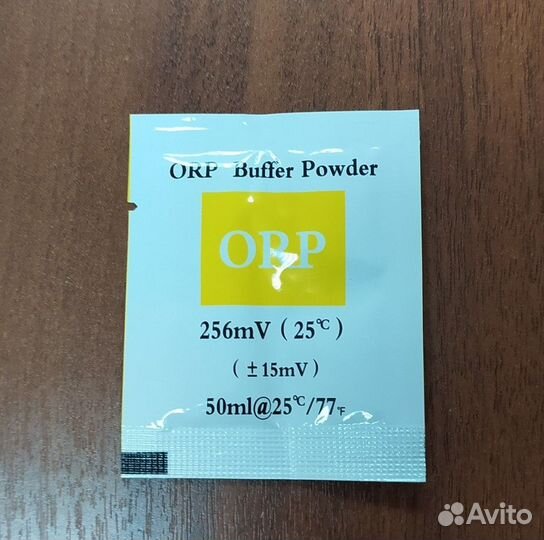 ORP Buffer Powder
ORP
256mV ( 25℃ )
( ±15mV )
50ml@25℃/77℉
Avito